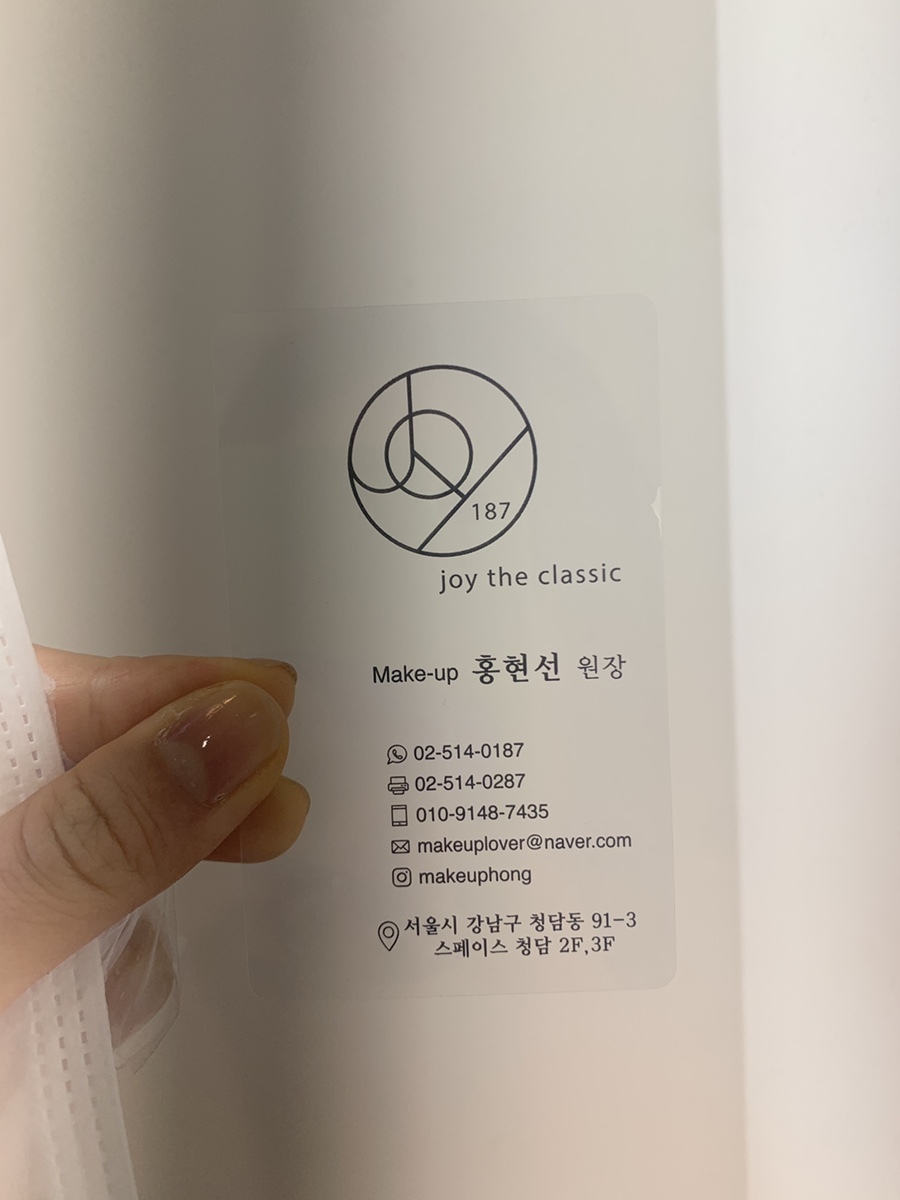 187
joy the classic
Make-up 홍현선 원장
02-514-0187
02-514-0287
010-9148-7435
makeuplover@naver.com
makeuphong
서울시 강남구 청담동 91-3
스페이스 청담 2F,3F